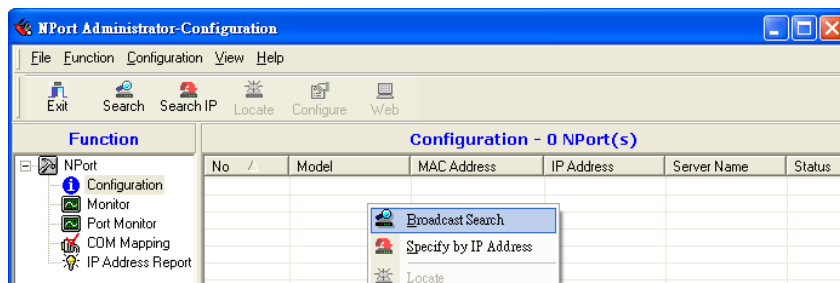 NPort Administrator-Configuration
File Function Configuration View Help
Exit Search Search IP Locate Configure Web
Function
Configuration - 0 NPort(s)
NPort
Configuration
Monitor
Port Monitor
COM Mapping
IP Address Report
No Model MAC Address IP Address Server Name Status
Broadcast Search
Specify by IP Address
Locate